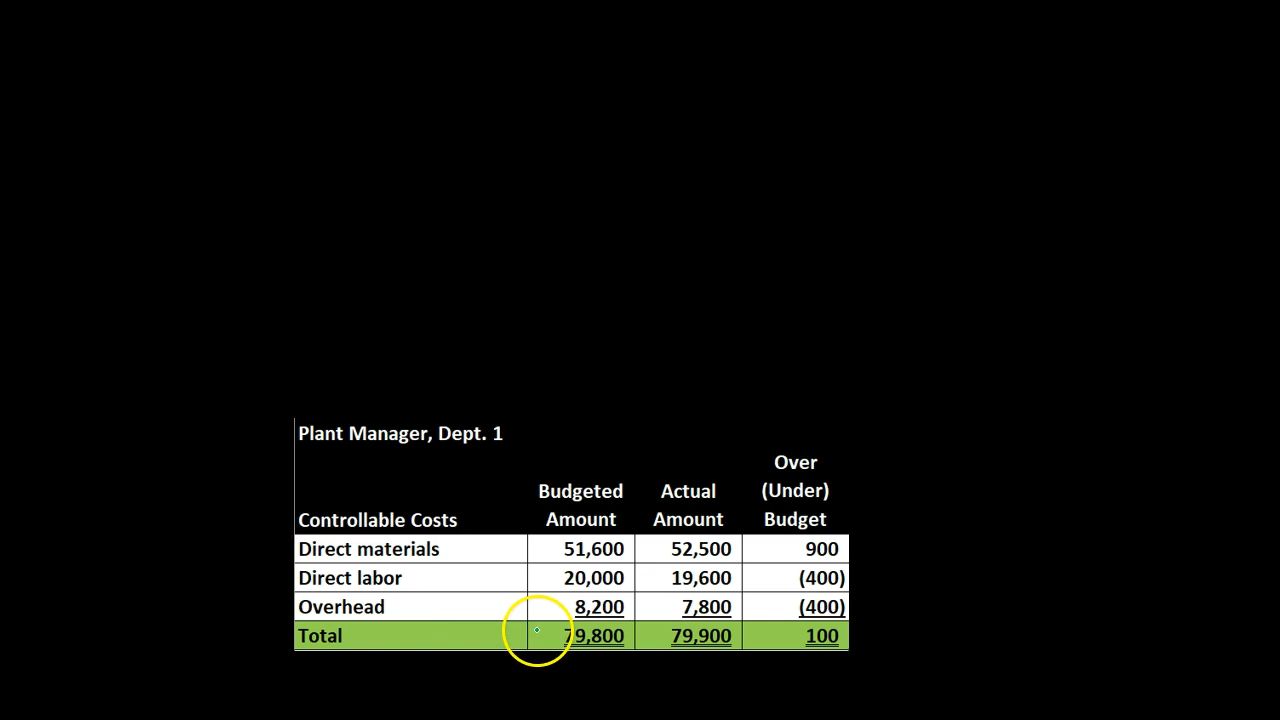 Plant Manager, Dept. 1
Over
Budgeted Actual (Under)
Controllable Costs Amount Amount Budget
Direct materials 51,600 52,500 900
Direct labor 20,000 19,600 (400)
Overhead 8,200 7,800 (400)
Total 79,800 79,900 100